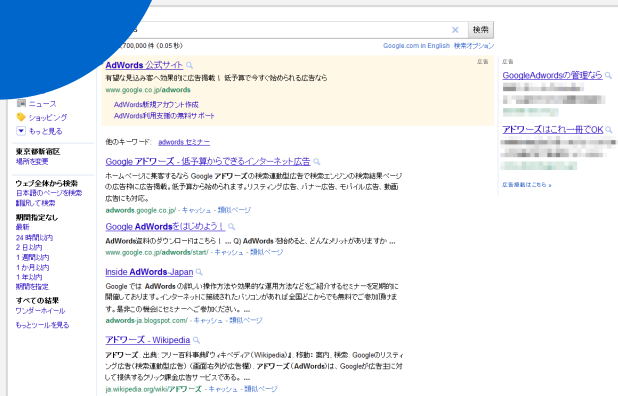 検索
700,000 件 (0.05 秒)
Google.com in English 検索オプション
AdWords 公式サイト
広告
有望な見込み客へ効果的に広告掲載！ 低予算で今すぐ始められる広告なら
www.google.co.jp/adwords
AdWords新規アカウント作成
AdWords利用支援の無料サポート
広告
GoogleAdwordsの管理なら
アドワーズはこれ一冊でOK
広告掲載はこちら »
ニュース
ショッピング
もっと見る
東京都新宿区
場所を変更
ウェブ全体から検索
日本語のページを検索
翻訳して検索
期間指定なし
最新
24 時間以内
2 日以内
1 週間以内
1 か月以内
1 年以内
期間を指定
すべての結果
ワンダーホイール
もっとツールを見る
他のキーワード: adwords セミナー
Google アドワーズ - 低予算からできるインターネット広告
ホームページに集客するなら Google アドワーズの検索連動型広告で検索エンジンの検索結果ページ
の広告枠に広告掲載。低予算から始められます。リスティング広告、バナー広告、モバイル広告、動画
広告にも対応。
adwords.google.co.jp/ - キャッシュ - 類似ページ
Google AdWordsをはじめよう！
AdWords資料のダウンロードはこちら！ ... Q) AdWords を始めると、どんなメリットがありますか ...
www.google.co.jp/adwords/start/ - キャッシュ - 類似ページ
Inside AdWords-Japan
Google では AdWords の詳しい操作方法や効果的な運用方法などをご紹介するセミナーを定期的に
開催しております。インターネットに接続されたパソコンがあれば全国どこからでも無料でご参加頂けま
す。是非この機会にセミナーへご参加ください。 ...
adwords-ja.blogspot.com/ - キャッシュ - 類似ページ
アドワーズ - Wikipedia
アドワーズ. 出典: フリー百科事典『ウィキペディア（Wikipedia）』. 移動: 案内, 検索. Googleのリスティ
ング広告（検索連動型広告） (画面右列が広告欄). アドワーズ（AdWords）は、Googleが広告主に対
して提供するクリック課金広告サービスである。 ...
ja.wikipedia.org/wiki/アドワーズ - キャッシュ - 類似ページ